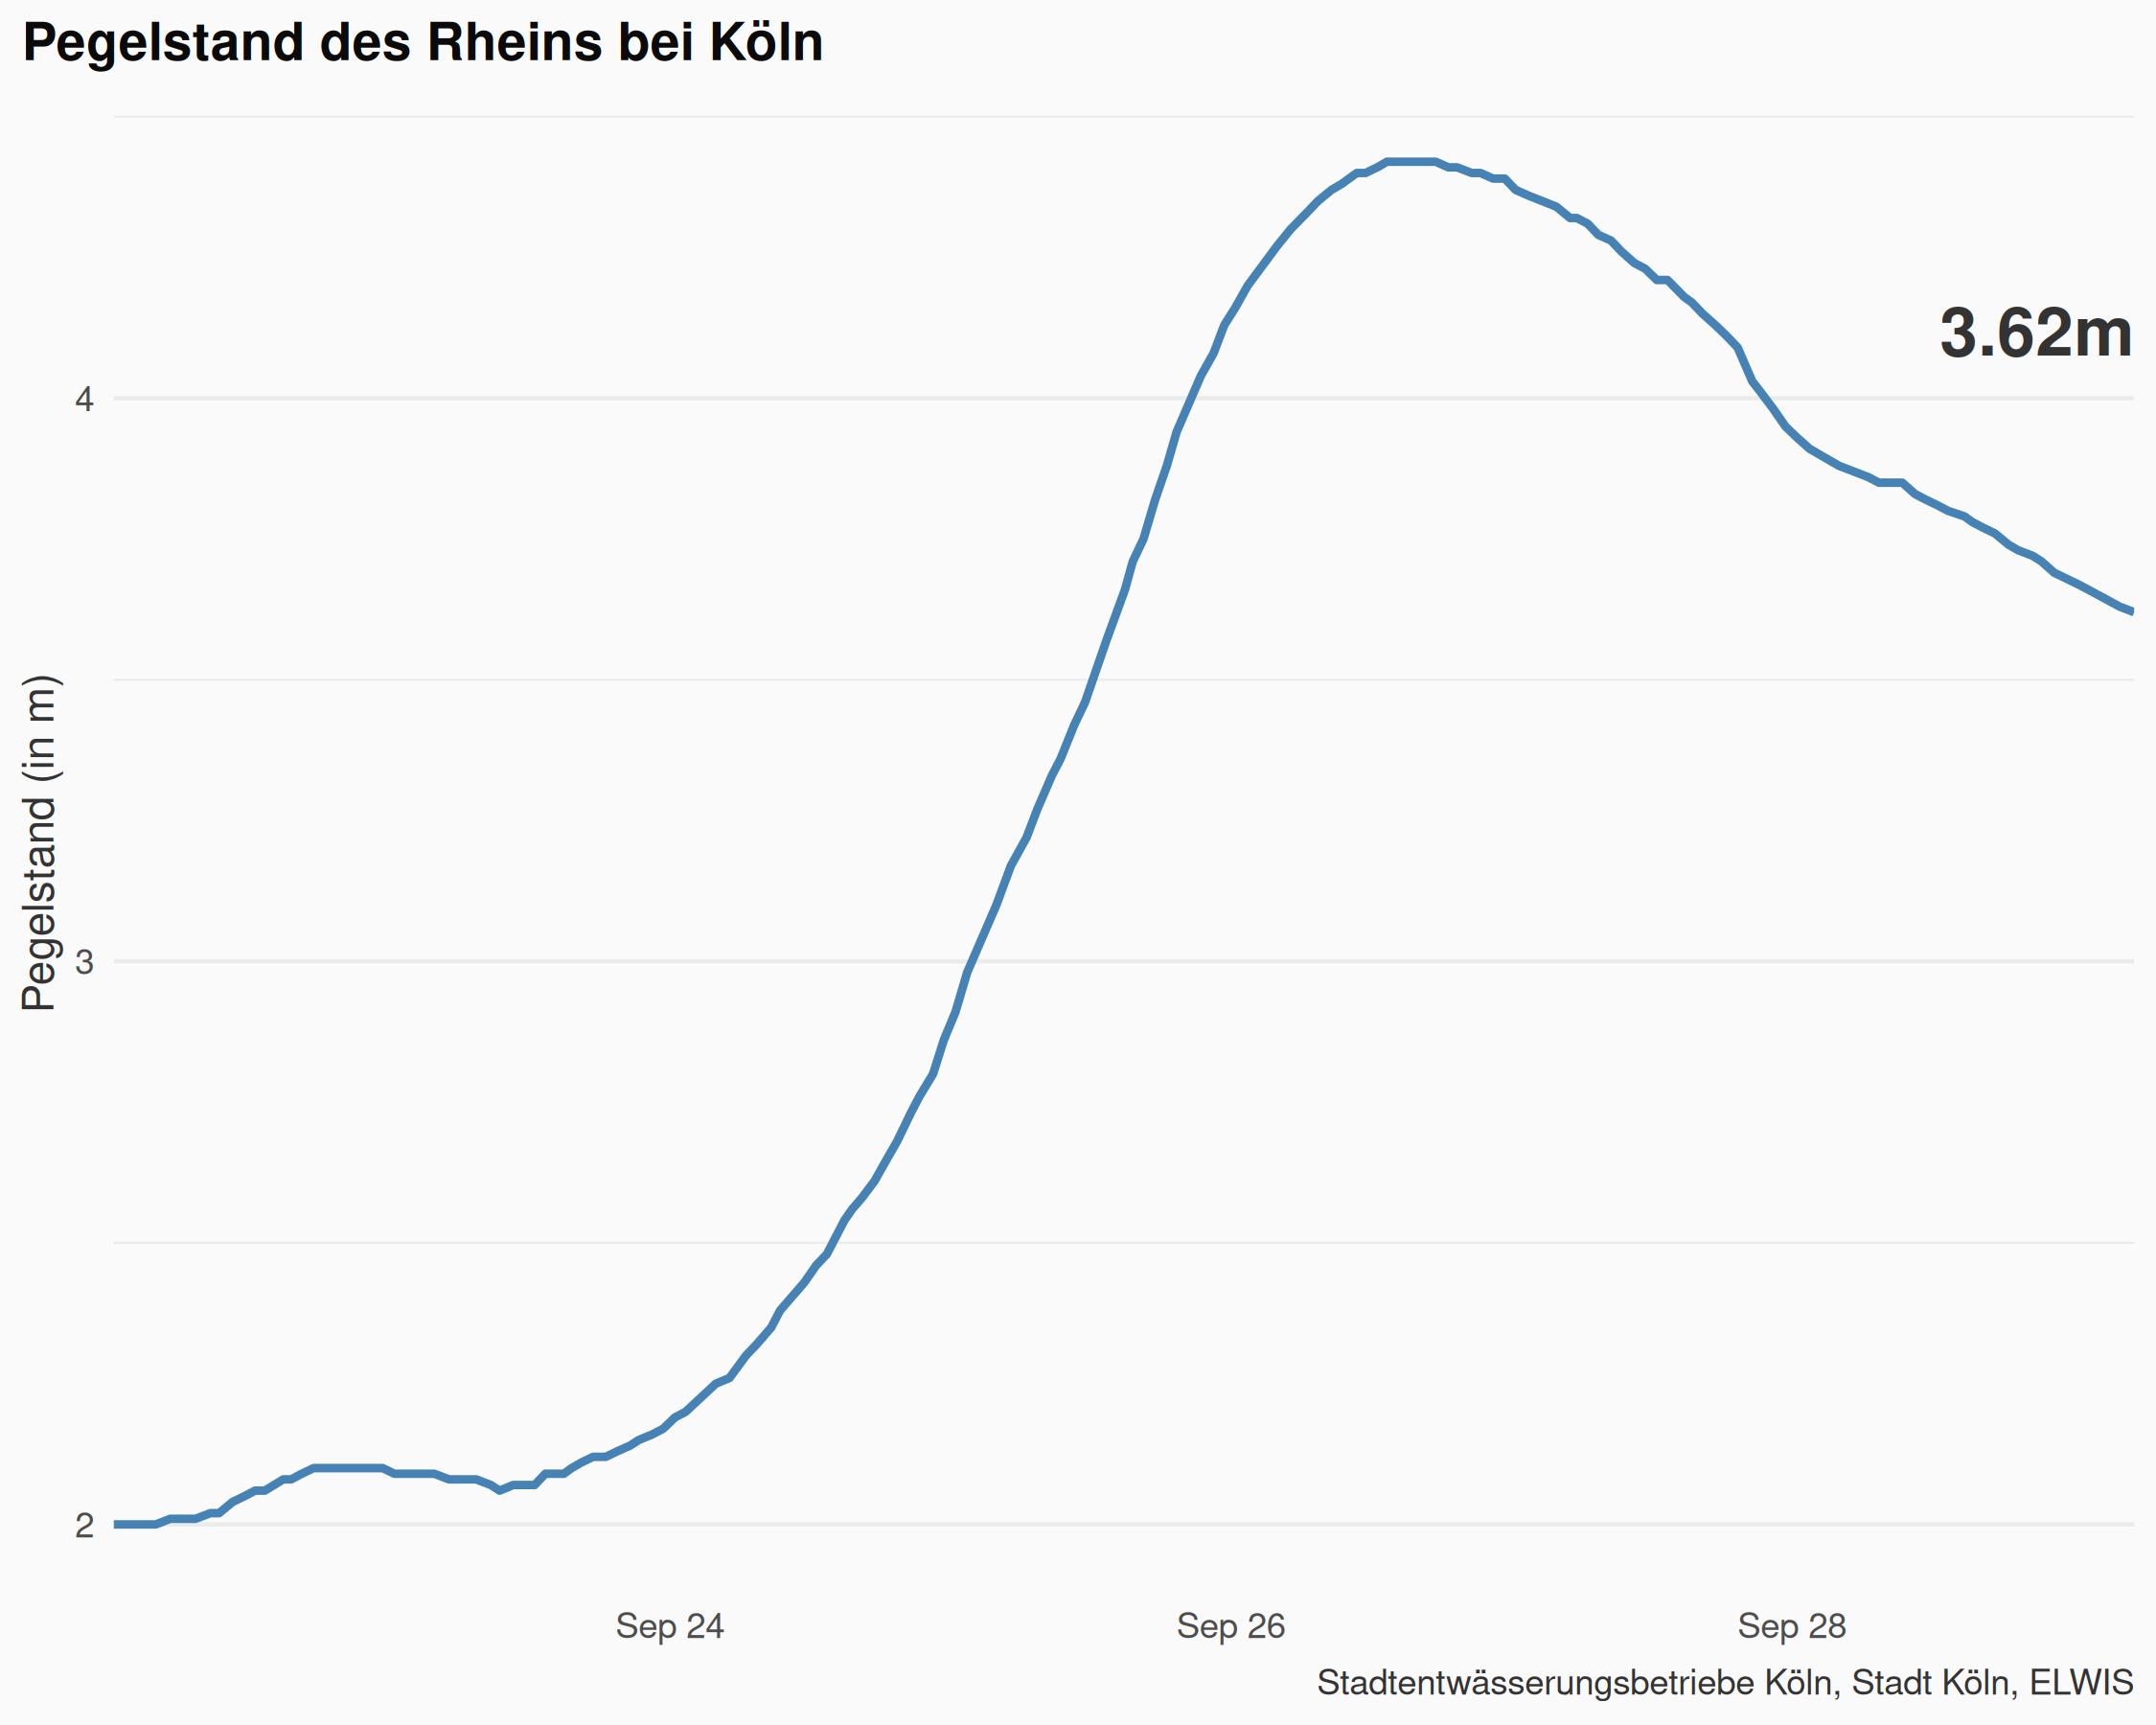 Pegelstand des Rheins bei Köln
Pegelstand (in m)
4
3
2
3.62m
Sep 24
Sep 26
Sep 28
Stadtentwässerungsbetriebe Köln, Stadt Köln, ELWIS